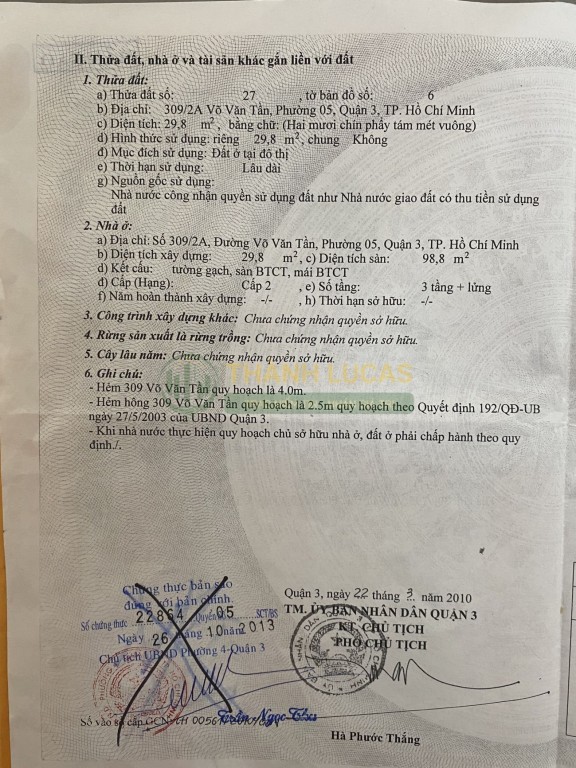 II. Thửa đất, nhà ở và tài sản khác gắn liền với đất
1. Thửa đất:
a) Thửa đất số: 27 , tờ bản đồ số: 6
b) Địa chỉ: 309/2A Võ Văn Tần, Phường 05, Quận 3, TP. Hồ Chí Minh
c) Diện tích: 29,8 m², bằng chữ: (Hai mươi chín phẩy tám mét vuông)
d) Hình thức sử dụng: riêng 29,8 m², chung Không
đ) Mục đích sử dụng: Đất ở tại đô thị
e) Thời hạn sử dụng: Lâu dài
g) Nguồn gốc sử dụng:
Nhà nước công nhận quyền sử dụng đất như Nhà nước giao đất có thu tiền sử dụng
đất
2. Nhà ở:
a) Địa chỉ: Số 309/2A, Đường Võ Văn Tần, Phường 05, Quận 3, TP. Hồ Chí Minh
b) Diện tích xây dựng: 29,8 m², c) Diện tích sàn: 98,8 m²
d) Kết cấu: tường gạch, sàn BTCT, mái BTCT
đ) Cấp (Hạng): Cấp 2 , e) Số tầng: 3 tầng + lửng
f) Năm hoàn thành xây dựng: -/- , h) Thời hạn sở hữu: -/-
3. Công trình xây dựng khác: Chưa chứng nhận quyền sở hữu.
4. Rừng sản xuất là rừng trồng: Chưa chứng nhận quyền sở hữu.
5. Cây lâu năm: Chưa chứng nhận quyền sở hữu.
THANH LUCAS
6. Ghi chú:
- Hẻm 309 Võ Văn Tần quy hoạch là 4.0m.
- Hẻm hông 309 Võ Văn Tần quy hoạch là 2.5m quy hoạch theo Quyết định 192/QĐ-UB
ngày 27/5/2003 của UBND Quận 3.
- Khi nhà nước thực hiện quy hoạch chủ sở hữu nhà ở, đất ở phải chấp hành theo quy
định./.
Chứng thực bản sao
đúng với bản chính.
Số chứng thực 22864 Quyển 05 SCT/BS
Ngày 26 tháng 10 năm 2013
Chủ tịch UBND Phường 4-Quận 3
Quận 3, ngày 22 tháng 3 năm 2010
TM. ỦY BAN NHÂN DÂN QUẬN 3
KT. CHỦ TỊCH
PHÓ CHỦ TỊCH
Số vào sổ cấp GCN: CH
Trần Ngọc Thu
Hà Phước Thắng